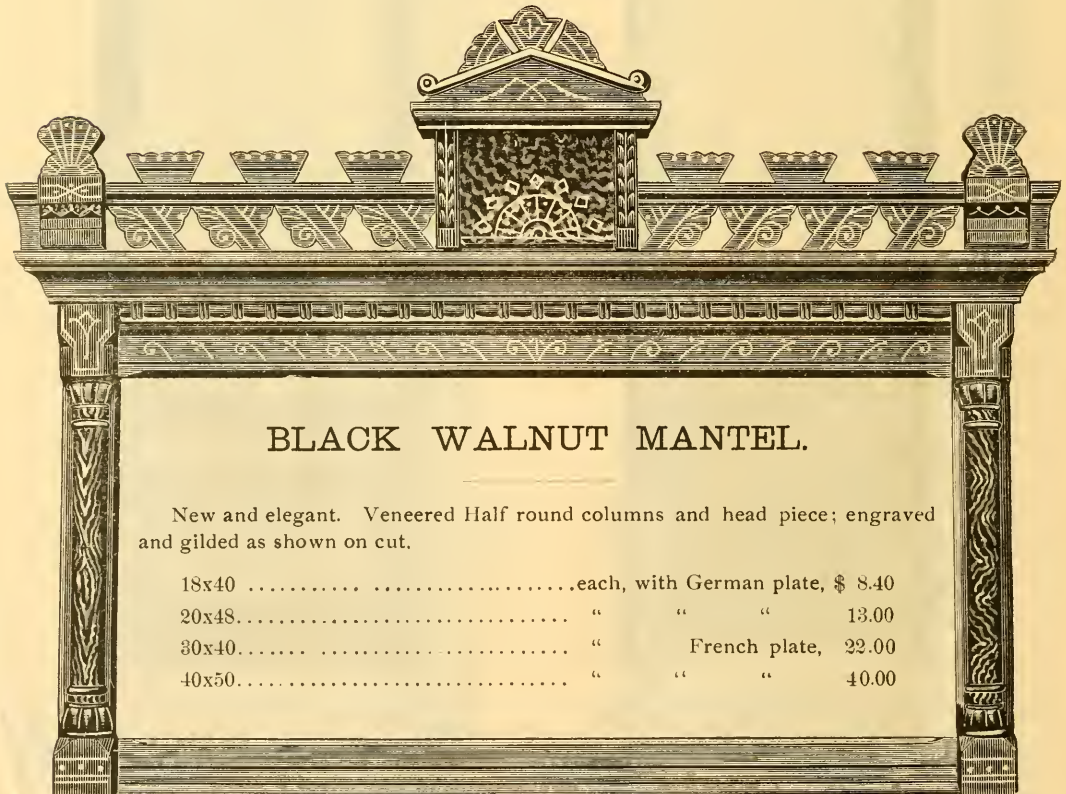 BLACK WALNUT MANTEL.
New and elegant. Veneered Half round columns and head piece; engraved
and gilded as shown on cut.
18x40 ........... ......................each, with German plate, $ 8.40
20x48................................. “ “ “ 13.00
30x40....... ......................... “ French plate, 22.00
40x50................................. “ “ “ 40.00